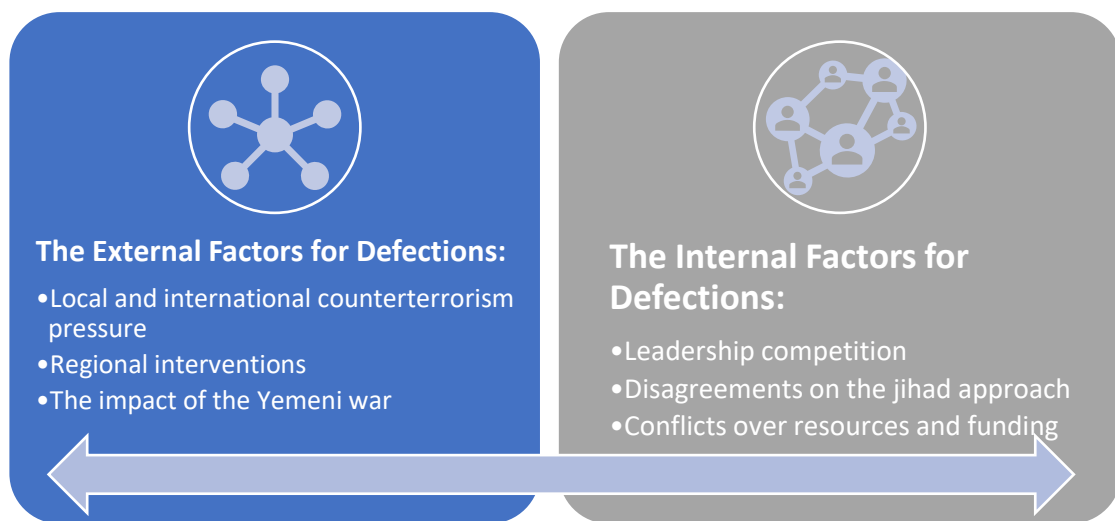 The External Factors for Defections:
•Local and international counterterrorism
pressure
•Regional interventions
•The impact of the Yemeni war
The Internal Factors for
Defections:
•Leadership competition
•Disagreements on the jihad approach
•Conflicts over resources and funding